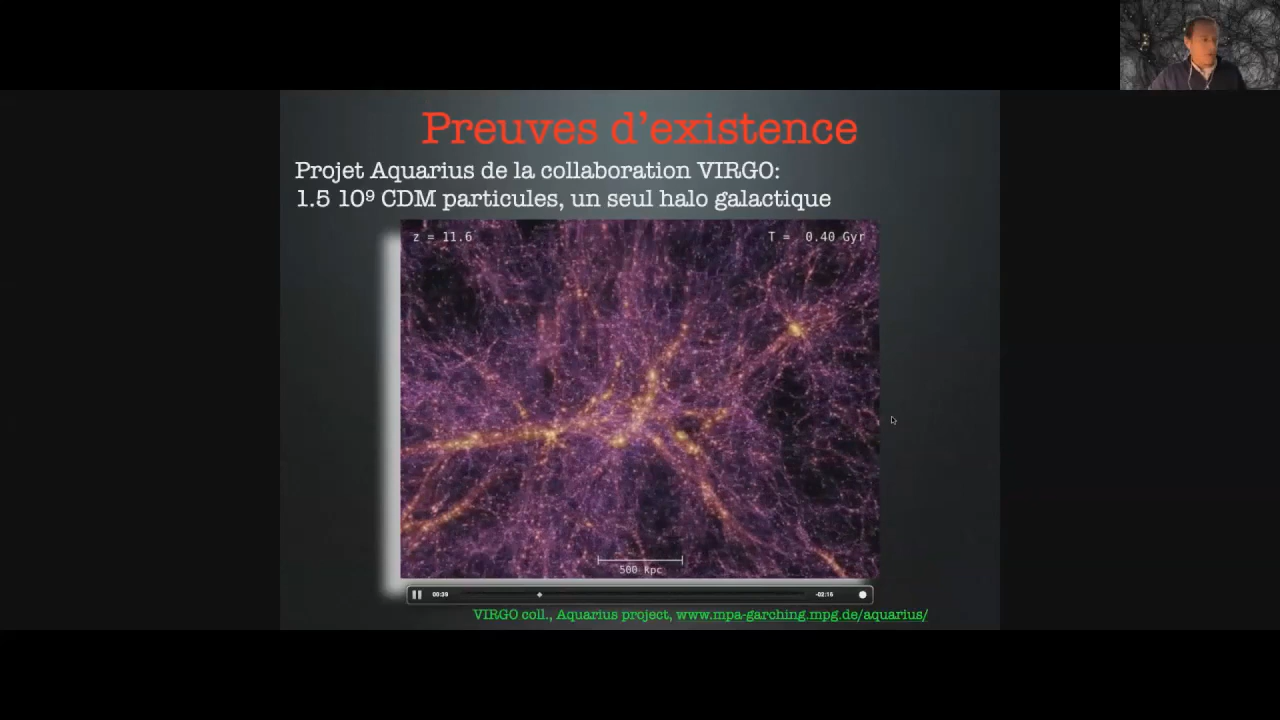 Preuves d'existence
Projet Aquarius de la collaboration VIRGO:
1.5 10⁹ CDM particules, un seul halo galactique
z = 11.6
T = 0.40 Gyr
500 kpc
00:39
-02:15
VIRGO coll., Aquarius project, www.mpa-garching.mpg.de/aquarius/